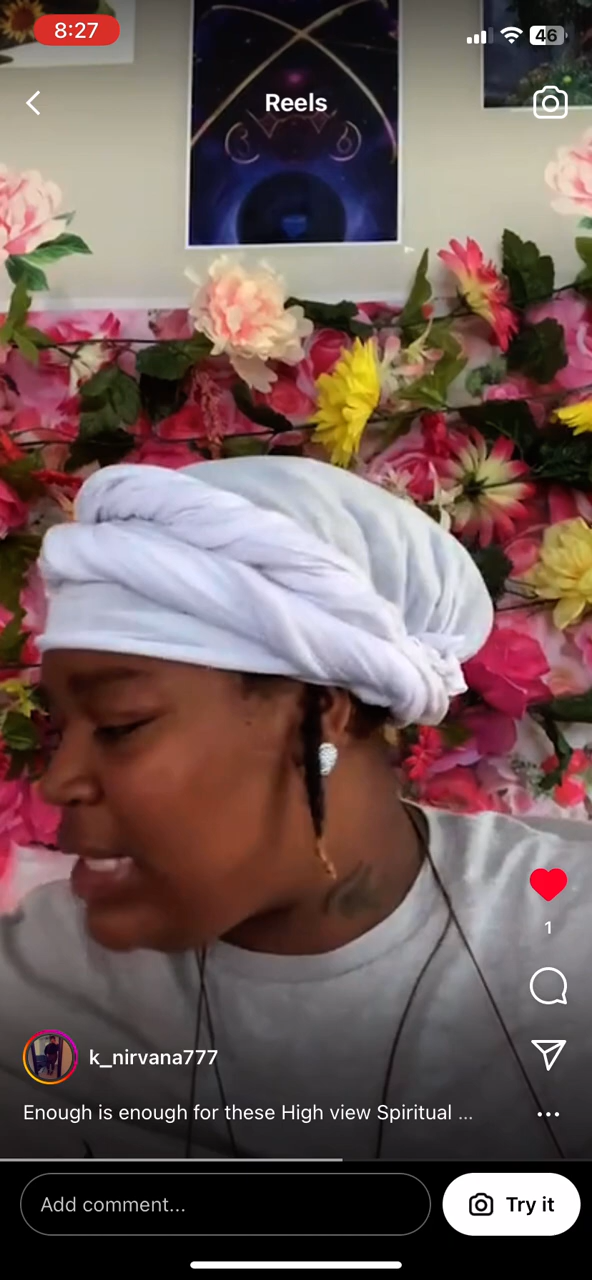 8:27
46
Reels
1
k_nirvana777
Enough is enough for these High view Spiritual ...
Add comment...
Try it